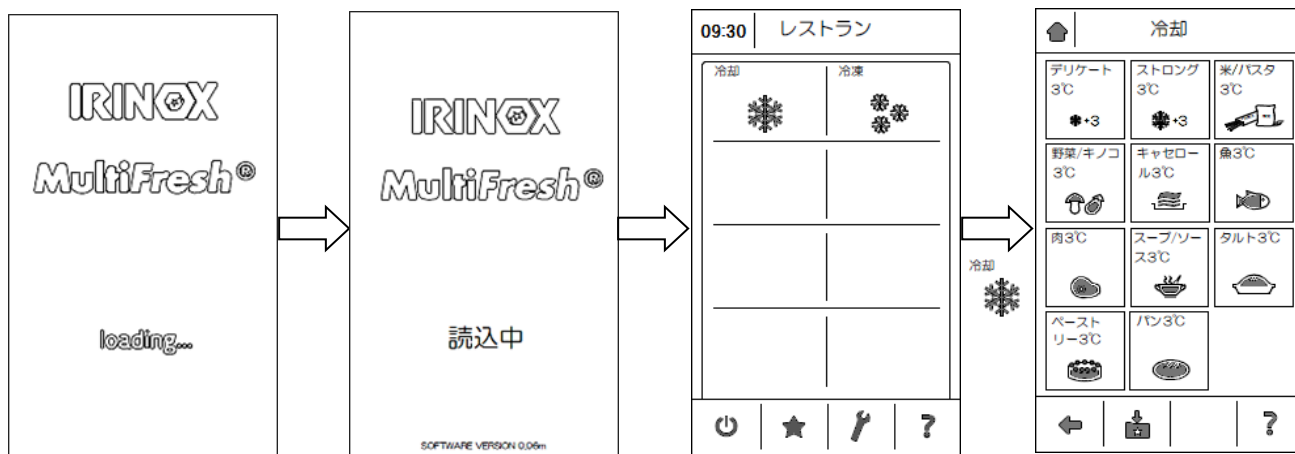 IRINOX
MultiFresh®
loading...
IRINOX
MultiFresh®
読込中
SOFTWARE VERSION 0,06m
09:30 レストラン
冷却 冷凍
?
冷却
冷却
デリケート
3℃
+3
ストロング
3℃
+3
米/パスタ
3℃
野菜/キノコ
3℃
キャセロー
ル3℃
魚3℃
肉3℃
スープ/ソー
ス3℃
タルト3℃
ペースト
リー3℃
パン3℃
?